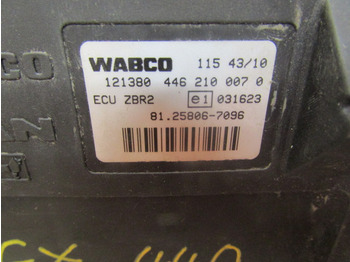 WABCO 115 43/10
121380 446 210 007 0
ECU ZBR2 e1 031623
81.25806-7096